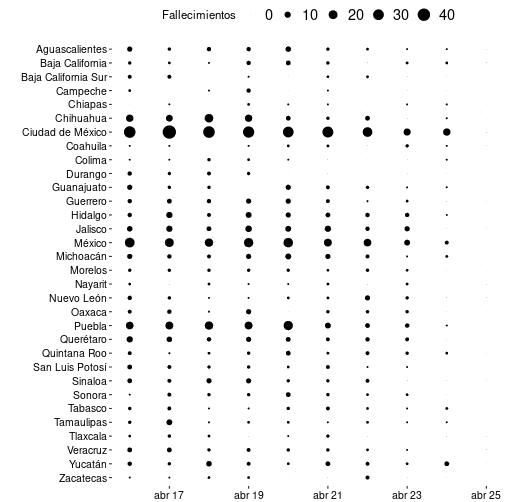 Fallecimientos 0 10 20 30 40
Aguascalientes
Baja California
Baja California Sur
Campeche
Chiapas
Chihuahua
Ciudad de México
Coahuila
Colima
Durango
Guanajuato
Guerrero
Hidalgo
Jalisco
México
Michoacán
Morelos
Nayarit
Nuevo León
Oaxaca
Puebla
Querétaro
Quintana Roo
San Luis Potosí
Sinaloa
Sonora
Tabasco
Tamaulipas
Tlaxcala
Veracruz
Yucatán
Zacatecas
abr 17 abr 19 abr 21 abr 23 abr 25